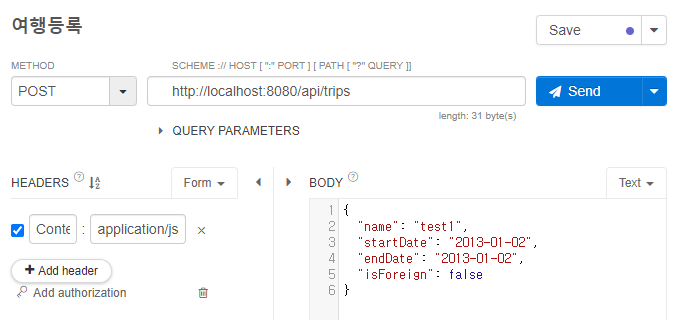 여행등록
Save
METHOD
SCHEME :// HOST [ ":" PORT ] [ PATH [ "?" QUERY ]]
POST
http://localhost:8080/api/trips
Send
length: 31 byte(s)
QUERY PARAMETERS
HEADERS ? Form
BODY ? Text
Conte : application/js ×
+ Add header
Add authorization
1 {
2 "name": "test1",
3 "startDate": "2013-01-02",
4 "endDate": "2013-01-02",
5 "isForeign": false
6 }